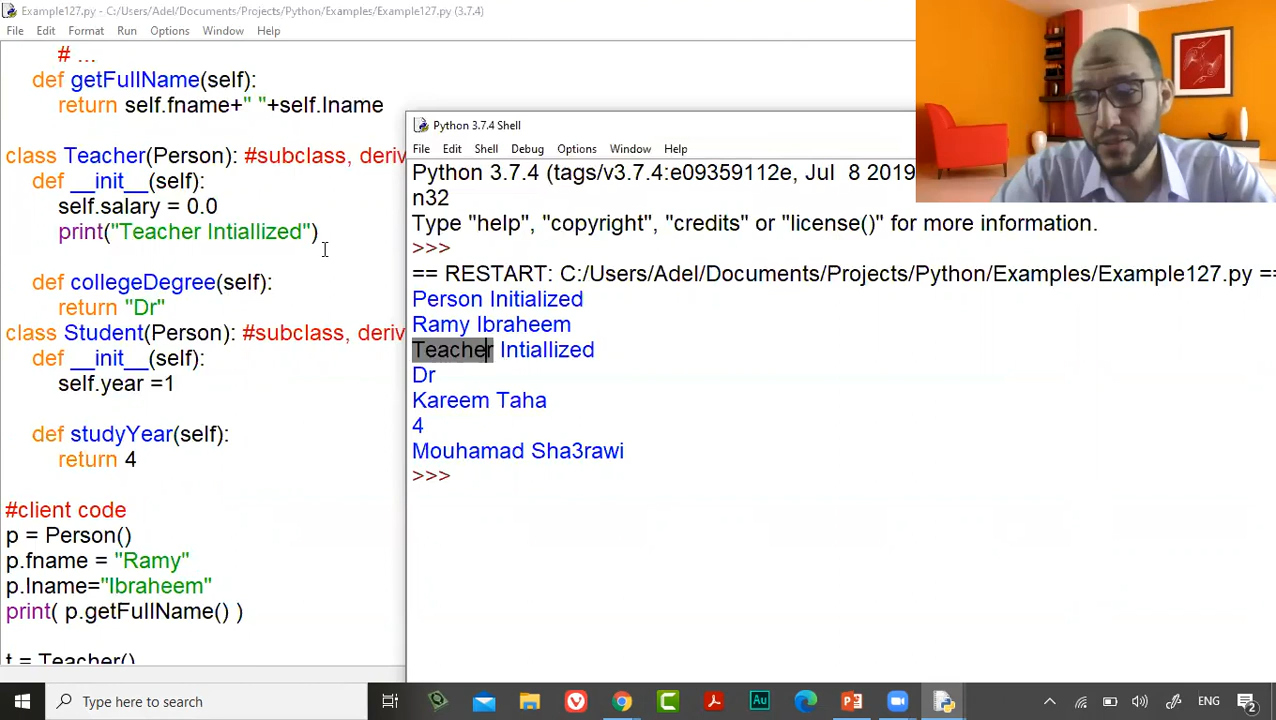 Example127.py - C:/Users/Adel/Documents/Projects/Python/Examples/Example127.py (3.7.4)
File Edit Format Run Options Window Help
# ...
def getFullName(self):
return self.fname+" "+self.lname
class Teacher(Person): #subclass, deriv
def __init__(self):
self.salary = 0.0
print("Teacher Intiallized")
def collegeDegree(self):
return "Dr"
class Student(Person): #subclass, deriv
def __init__(self):
self.year =1
def studyYear(self):
return 4
#client code
p = Person()
p.fname = "Ramy"
p.lname="Ibraheem"
print( p.getFullName() )
t = Teacher()
Python 3.7.4 Shell
File Edit Shell Debug Options Window Help
Python 3.7.4 (tags/v3.7.4:e09359112e, Jul 8 2019
n32
Type "help", "copyright", "credits" or "license()" for more information.
>>>
== RESTART: C:/Users/Adel/Documents/Projects/Python/Examples/Example127.py ==
Person Initialized
Ramy Ibraheem
Teacher Intiallized
Dr
Kareem Taha
4
Mouhamad Sha3rawi
>>>
Type here to search
Au
ENG
2